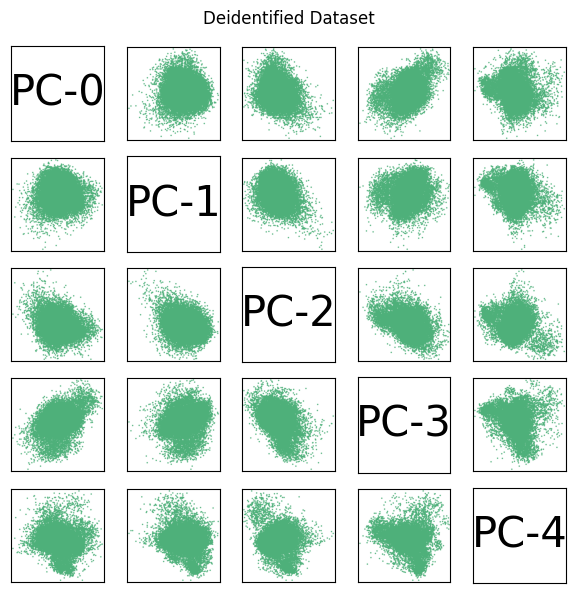 Deidentified Dataset
PC-0
PC-1
PC-2
PC-3
PC-4